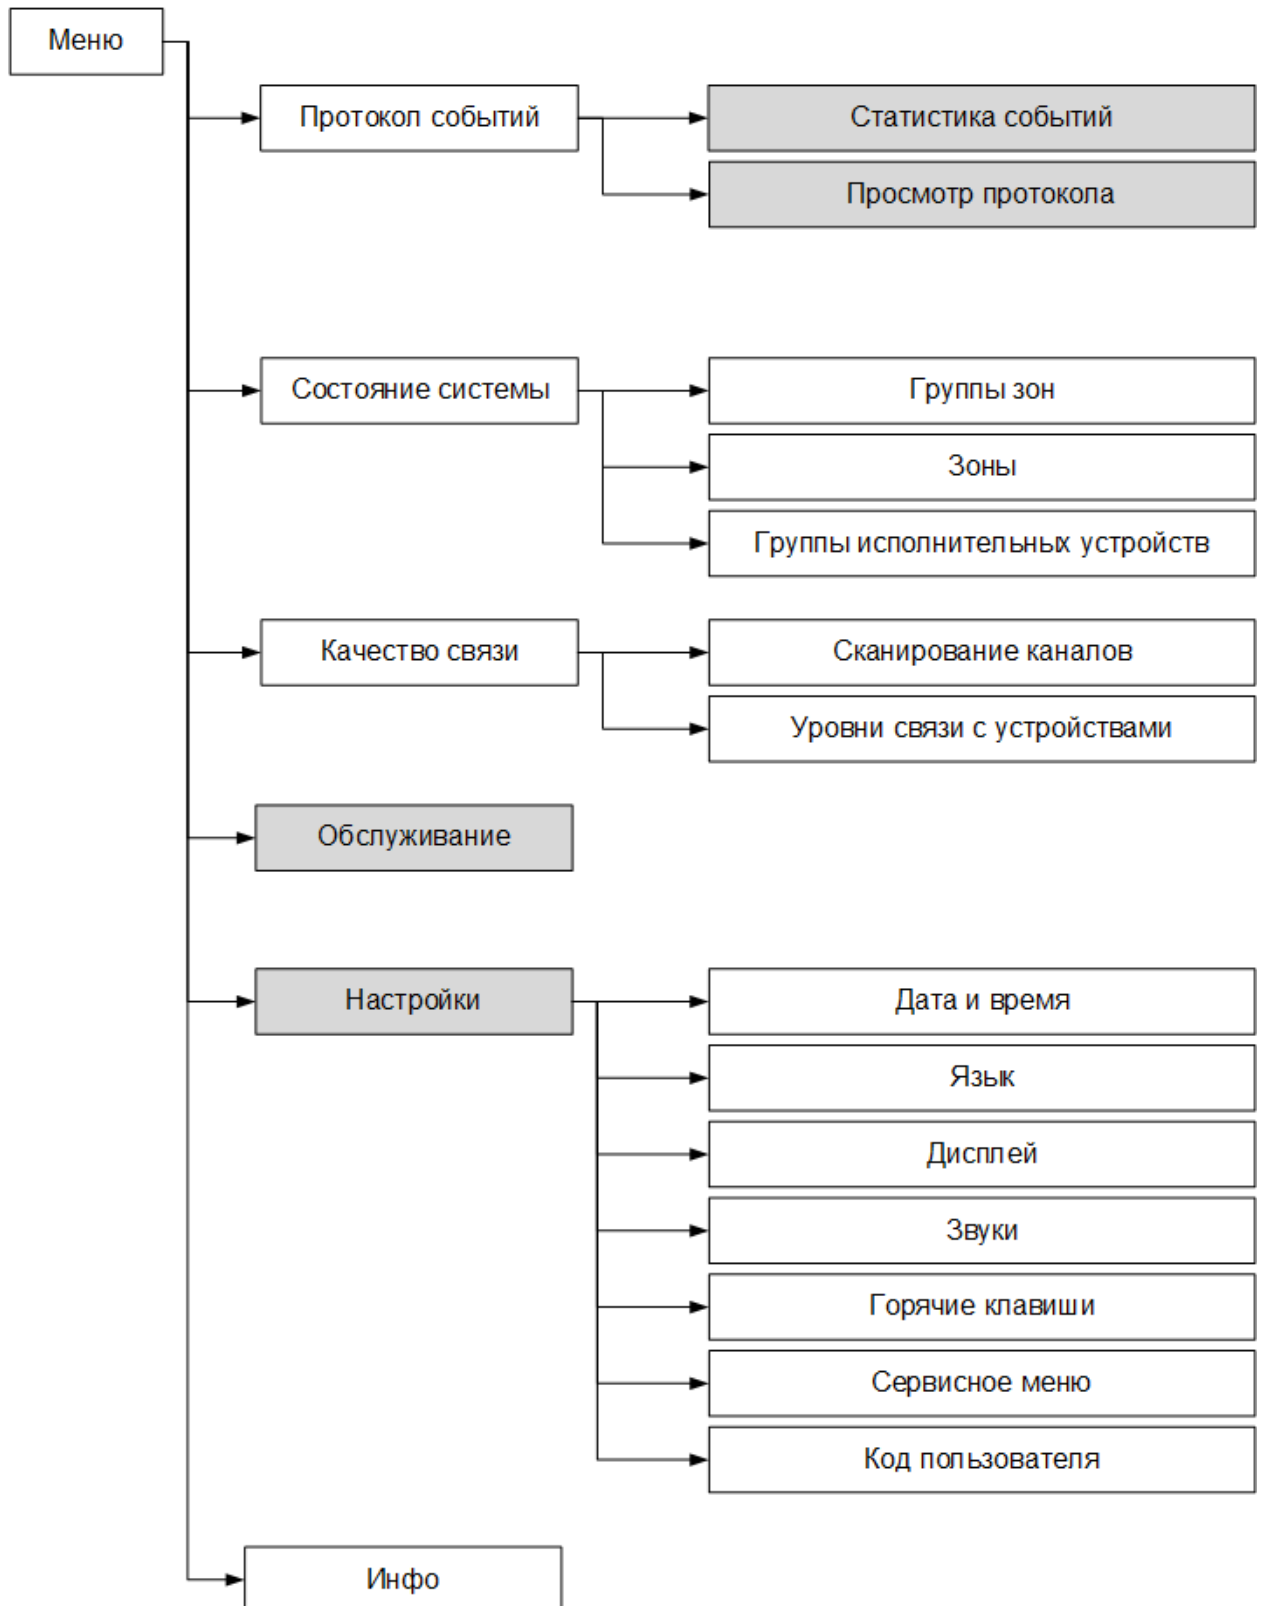 Меню
Протокол событий
Статистика событий
Просмотр протокола
Состояние системы
Группы зон
Зоны
Группы исполнительных устройств
Качество связи
Сканирование каналов
Уровни связи с устройствами
Обслуживание
Настройки
Дата и время
Язык
Дисплей
Звуки
Горячие клавиши
Сервисное меню
Код пользователя
Инфо